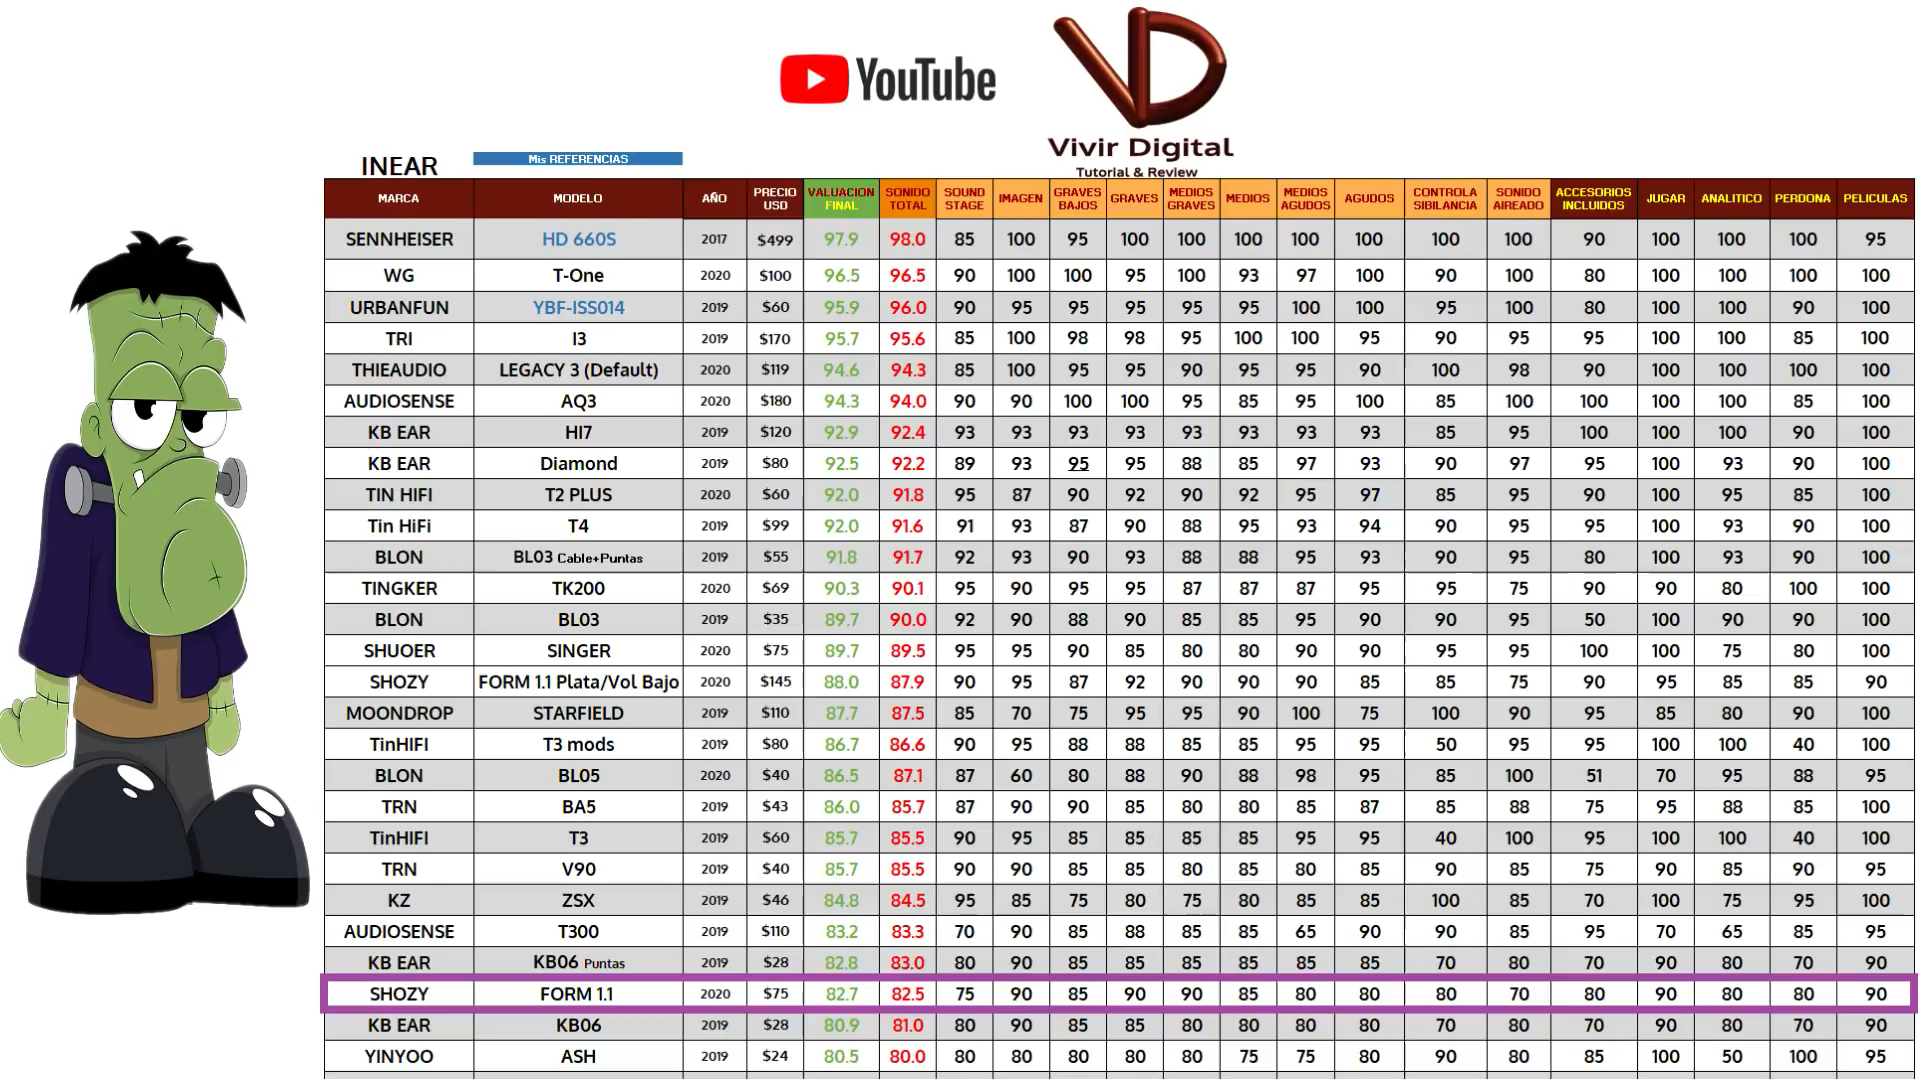 YouTube
VD
Vivir Digital
Tutorial & Review
INEAR Mis REFERENCIAS
MARCA MODELO AÑO PRECIO USD VALUACION FINAL SONIDO TOTAL SOUND STAGE IMAGEN GRAVES BAJOS GRAVES MEDIOS GRAVES MEDIOS MEDIOS AGUDOS AGUDOS CONTROLA SIBILANCIA SONIDO AIREADO ACCESORIOS INCLUIDOS JUGAR ANALITICO PERDONA PELICULAS
SENNHEISER HD 660S 2017 $499 97.9 98.0 85 100 95 100 100 100 100 100 100 100 90 100 100 100 95
WG T-One 2020 $100 96.5 96.5 90 100 100 95 100 93 97 100 90 100 80 100 100 100 100
URBANFUN YBF-ISS014 2019 $60 95.9 96.0 90 95 95 95 95 95 100 100 95 100 80 100 100 90 100
TRI I3 2019 $170 95.7 95.6 85 100 98 98 95 100 100 95 90 95 95 100 100 85 100
THIEAUDIO LEGACY 3 (Default) 2020 $119 94.6 94.3 85 100 95 95 90 95 95 90 100 98 90 100 100 100 100
AUDIOSENSE AQ3 2020 $180 94.3 94.0 90 90 100 100 95 85 95 100 85 100 100 100 100 85 100
KB EAR HI7 2019 $120 92.9 92.4 93 93 93 93 93 93 93 93 85 95 100 100 100 90 100
KB EAR Diamond 2019 $80 92.5 92.2 89 93 95 95 88 85 97 93 90 97 95 100 93 90 100
TIN HIFI T2 PLUS 2020 $60 92.0 91.8 95 87 90 92 90 92 95 97 85 95 90 100 95 85 100
Tin HiFi T4 2019 $99 92.0 91.6 91 93 87 90 88 95 93 94 90 95 95 100 93 90 100
BLON BL03 Cable+Puntas 2019 $55 91.8 91.7 92 93 90 93 88 88 95 93 90 95 80 100 93 90 100
TINGKER TK200 2020 $69 90.3 90.1 95 90 95 95 87 87 87 95 95 75 90 90 80 100 100
BLON BL03 2019 $35 89.7 90.0 92 90 88 90 85 85 95 90 90 95 50 100 90 90 100
SHUOER SINGER 2020 $75 89.7 89.5 95 95 90 85 80 80 90 90 95 95 100 100 75 80 100
SHOZY FORM 1.1 Plata/Vol Bajo 2020 $145 88.0 87.9 90 95 87 92 90 90 90 85 85 75 90 95 85 85 90
MOONDROP STARFIELD 2019 $110 87.7 87.5 85 70 75 95 95 90 100 75 100 90 95 85 80 90 100
TinHIFI T3 mods 2019 $80 86.7 86.6 90 95 88 88 85 85 95 95 50 95 95 100 100 40 100
BLON BL05 2020 $40 86.5 87.1 87 60 80 88 90 88 98 95 85 100 51 70 95 88 95
TRN BA5 2019 $43 86.0 85.7 87 90 90 85 80 80 85 87 85 88 75 95 88 85 100
TinHIFI T3 2019 $60 85.7 85.5 90 95 85 85 85 85 95 95 40 100 95 100 100 40 100
TRN V90 2019 $40 85.7 85.5 90 90 85 85 80 85 80 85 90 85 75 90 85 90 95
KZ ZSX 2019 $46 84.8 84.5 95 85 75 80 75 80 85 85 100 85 70 100 75 95 100
AUDIOSENSE T300 2019 $110 83.2 83.3 70 90 85 88 85 85 65 90 90 85 95 70 65 85 95
KB EAR KB06 Puntas 2019 $28 82.8 83.0 80 90 85 85 85 85 85 85 70 80 70 90 80 70 90
SHOZY FORM 1.1 2020 $75 82.7 82.5 75 90 85 90 90 85 80 80 80 70 80 90 80 80 90
KB EAR KB06 2019 $28 80.9 81.0 80 90 85 85 80 80 80 80 70 80 70 90 80 70 90
YINYOO ASH 2019 $24 80.5 80.0 80 80 80 80 80 75 75 80 90 80 85 100 50 100 95